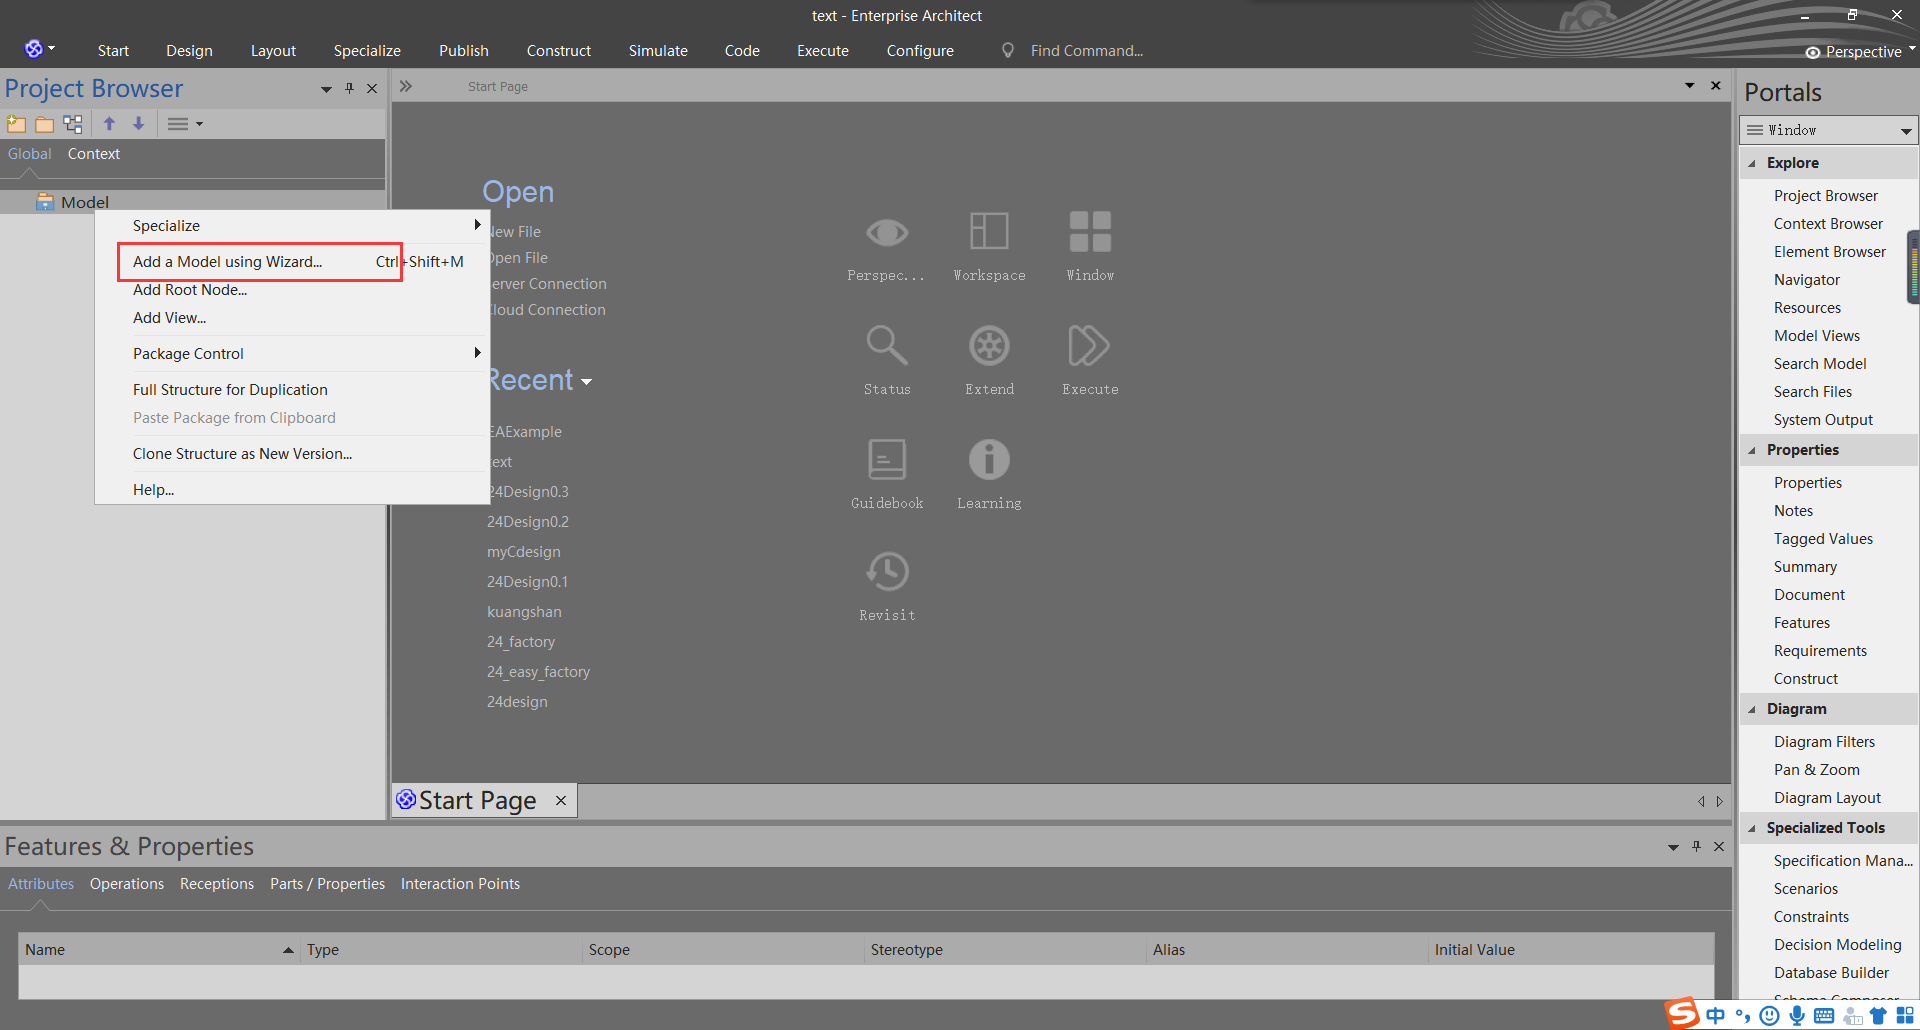 text - Enterprise Architect
Start
Design
Layout
Specialize
Publish
Construct
Simulate
Code
Execute
Configure
Find Command...
Perspective
Project Browser
Global
Context
Model
Specialize
Add a Model using Wizard... Ctrl+Shift+M
Add Root Node...
Add View...
Package Control
Full Structure for Duplication
Paste Package from Clipboard
Clone Structure as New Version...
Help...
Start Page
Open
New File
Open File
Server Connection
Cloud Connection
Recent
EAExample
text
24Design0.3
24Design0.2
myCdesign
24Design0.1
kuangshan
24_factory
24_easy_factory
24design
Perspec...
Workspace
Window
Status
Extend
Execute
Guidebook
Learning
Revisit
Start Page
Portals
Window
Explore
Project Browser
Context Browser
Element Browser
Navigator
Resources
Model Views
Search Model
Search Files
System Output
Properties
Properties
Notes
Tagged Values
Summary
Document
Features
Requirements
Construct
Diagram
Diagram Filters
Pan & Zoom
Diagram Layout
Specialized Tools
Specification Mana...
Scenarios
Constraints
Decision Modeling
Database Builder
Schema Composer
Features & Properties
Attributes
Operations
Receptions
Parts / Properties
Interaction Points
Name
Type
Scope
Stereotype
Alias
Initial Value
S中